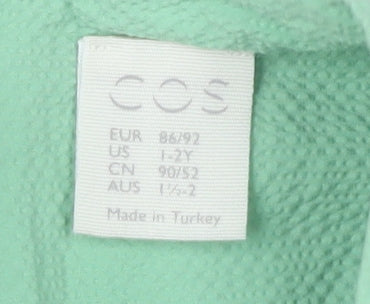 COS
EUR 86/92
US 1-2Y
CN 90/52
AUS 1½-2
Made in Turkey